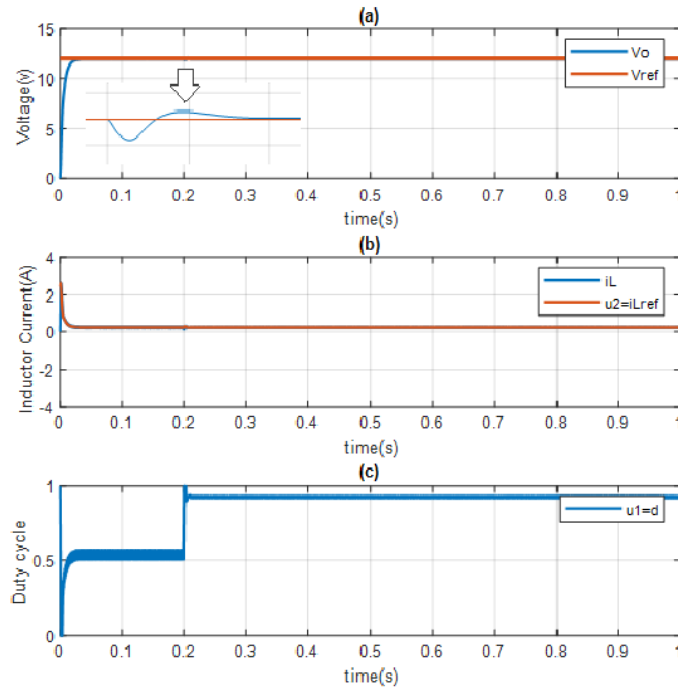 (a)
Voltage(v)
15
10
5
0
Vo
Vref
0 0.1 0.2 0.3 0.4 0.5 0.6 0.7 0.8 0.9 1
time(s)
(b)
Inductor Current(A)
4
2
0
-2
-4
iL
u2=iLref
0 0.1 0.2 0.3 0.4 0.5 0.6 0.7 0.8 0.9 1
time(s)
(c)
Duty cycle
1
0.5
0
u1=d
0 0.1 0.2 0.3 0.4 0.5 0.6 0.7 0.8 0.9 1
time(s)